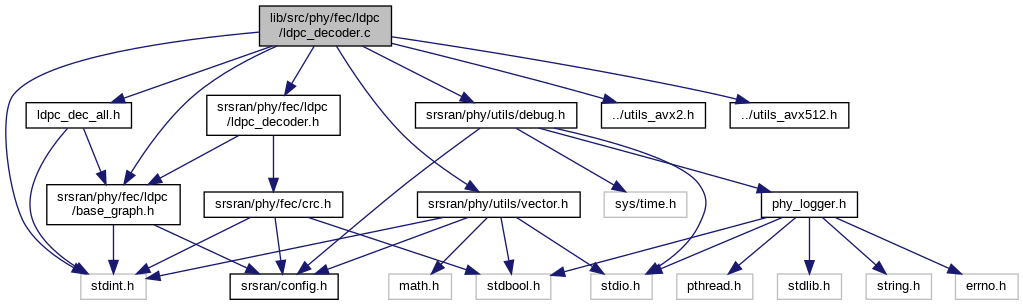 lib/src/phy/fec/ldpc
/ldpc_decoder.c
ldpc_dec_all.h
srsran/phy/fec/ldpc
/ldpc_decoder.h
srsran/phy/utils/debug.h
../utils_avx2.h
../utils_avx512.h
srsran/phy/fec/ldpc
/base_graph.h
srsran/phy/fec/crc.h
srsran/phy/utils/vector.h
sys/time.h
phy_logger.h
stdint.h
srsran/config.h
math.h
stdbool.h
stdio.h
pthread.h
stdlib.h
string.h
errno.h